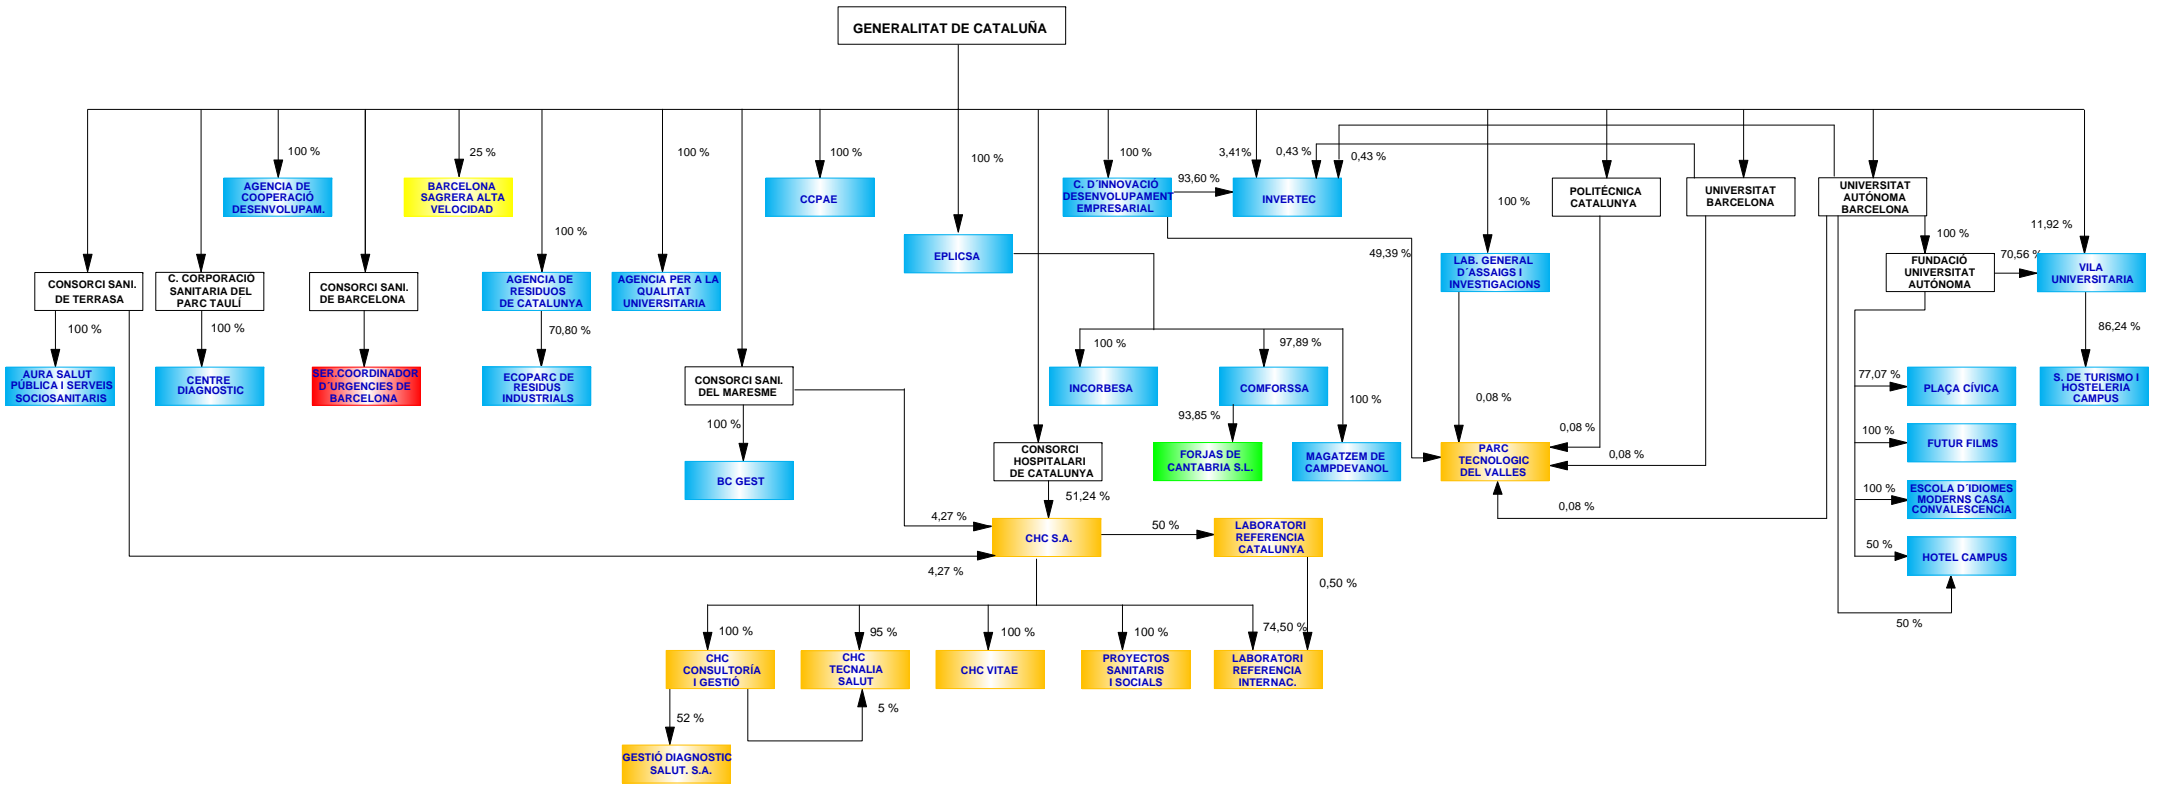 GENERALITAT DE CATALUÑA
100 %
25 %
100 %
100 %
100 %
100 %
3,41%
0,43 %
0,43 %
AGENCIA DE
COOPERACIÓ
DESENVOLUPAM.
BARCELONA
SAGRERA ALTA
VELOCIDAD
CCPAE
C. D´INNOVACIÓ
DESENVOLUPAMENT
EMPRESARIAL
93,60 %
INVERTEC
POLITÉCNICA
CATALUNYA
UNIVERSITAT
BARCELONA
UNIVERSITAT
AUTÓNOMA
BARCELONA
100 %
100 %
49,39%
100 %
11,92 %
70,56 %
EPLICSA
LAB. GENERAL
D´ASSAIGS I
INVESTIGACIONS
FUNDACIÓ
UNIVERSITAT
AUTÓNOMA
VILA
UNIVERSITARIA
CONSORCI SANI.
DE TERRASA
C. CORPORACIÓ
SANITARIA DEL
PARC TAULÍ
CONSORCI SANI.
DE BARCELONA
AGENCIA DE
RESIDUOS
DE CATALUNYA
AGENCIA PER A LA
QUALITAT
UNIVERSITARIA
100 %
100 %
70,80 %
100 %
97,89 %
86,24 %
AURA SALUT
PÚBLICA I SERVEIS
SOCIOSANITARIS
CENTRE
DIAGNOSTIC
SER.COORDINADOR
D´URGENCIES DE
BARCELONA
ECOPARC DE
RESIDUS
INDUSTRIALS
CONSORCI SANI.
DEL MARESME
INCORBESA
COMFORSSA
77,07 %
PLAÇA CÍVICA
S. DE TURISMO I
HOSTELERIA
CAMPUS
100 %
93,85 %
100 %
0,08 %
0,08 %
0,08 %
100 %
FUTUR FILMS
BC GEST
CONSORCI
HOSPITALARI
DE CATALUNYA
FORJAS DE
CANTABRIA S.L.
MAGATZEM DE
CAMPDEVANOL
PARC
TECNOLOGIC
DEL VALLES
51,24 %
0,08 %
100 %
ESCOLA D´IDIOMES
MODERNS CASA
CONVALESCENCIA
4,27 %
CHC S.A.
50 %
LABORATORI
REFERENCIA
CATALUNYA
50 %
HOTEL CAMPUS
4,27 %
0,50 %
50 %
100 %
95 %
100 %
100 %
74,50 %
CHC
CONSULTORÍA
I GESTIÓ
CHC
TECNALIA
SALUT
CHC VITAE
PROYECTOS
SANITARIS
I SOCIALS
LABORATORI
REFERENCIA
INTERNAC.
52 %
5 %
GESTIÓ DIAGNOSTIC
SALUT. S.A.